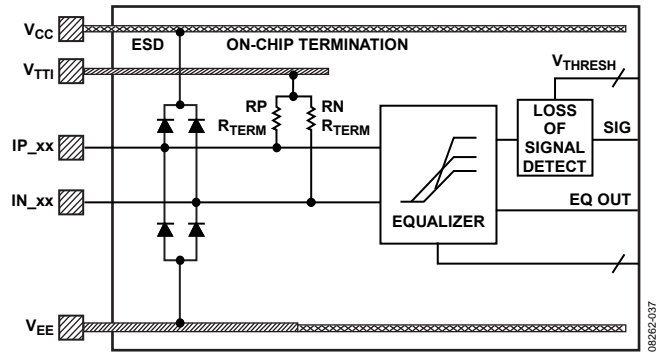 VCC
ESD
ON-CHIP TERMINATION
VTTI
VTHRESH
RP
RTERM
RN
RTERM
LOSS
OF
SIGNAL
DETECT
SIG
IP_xx
IN_xx
EQUALIZER
EQ OUT
VEE
08262-037